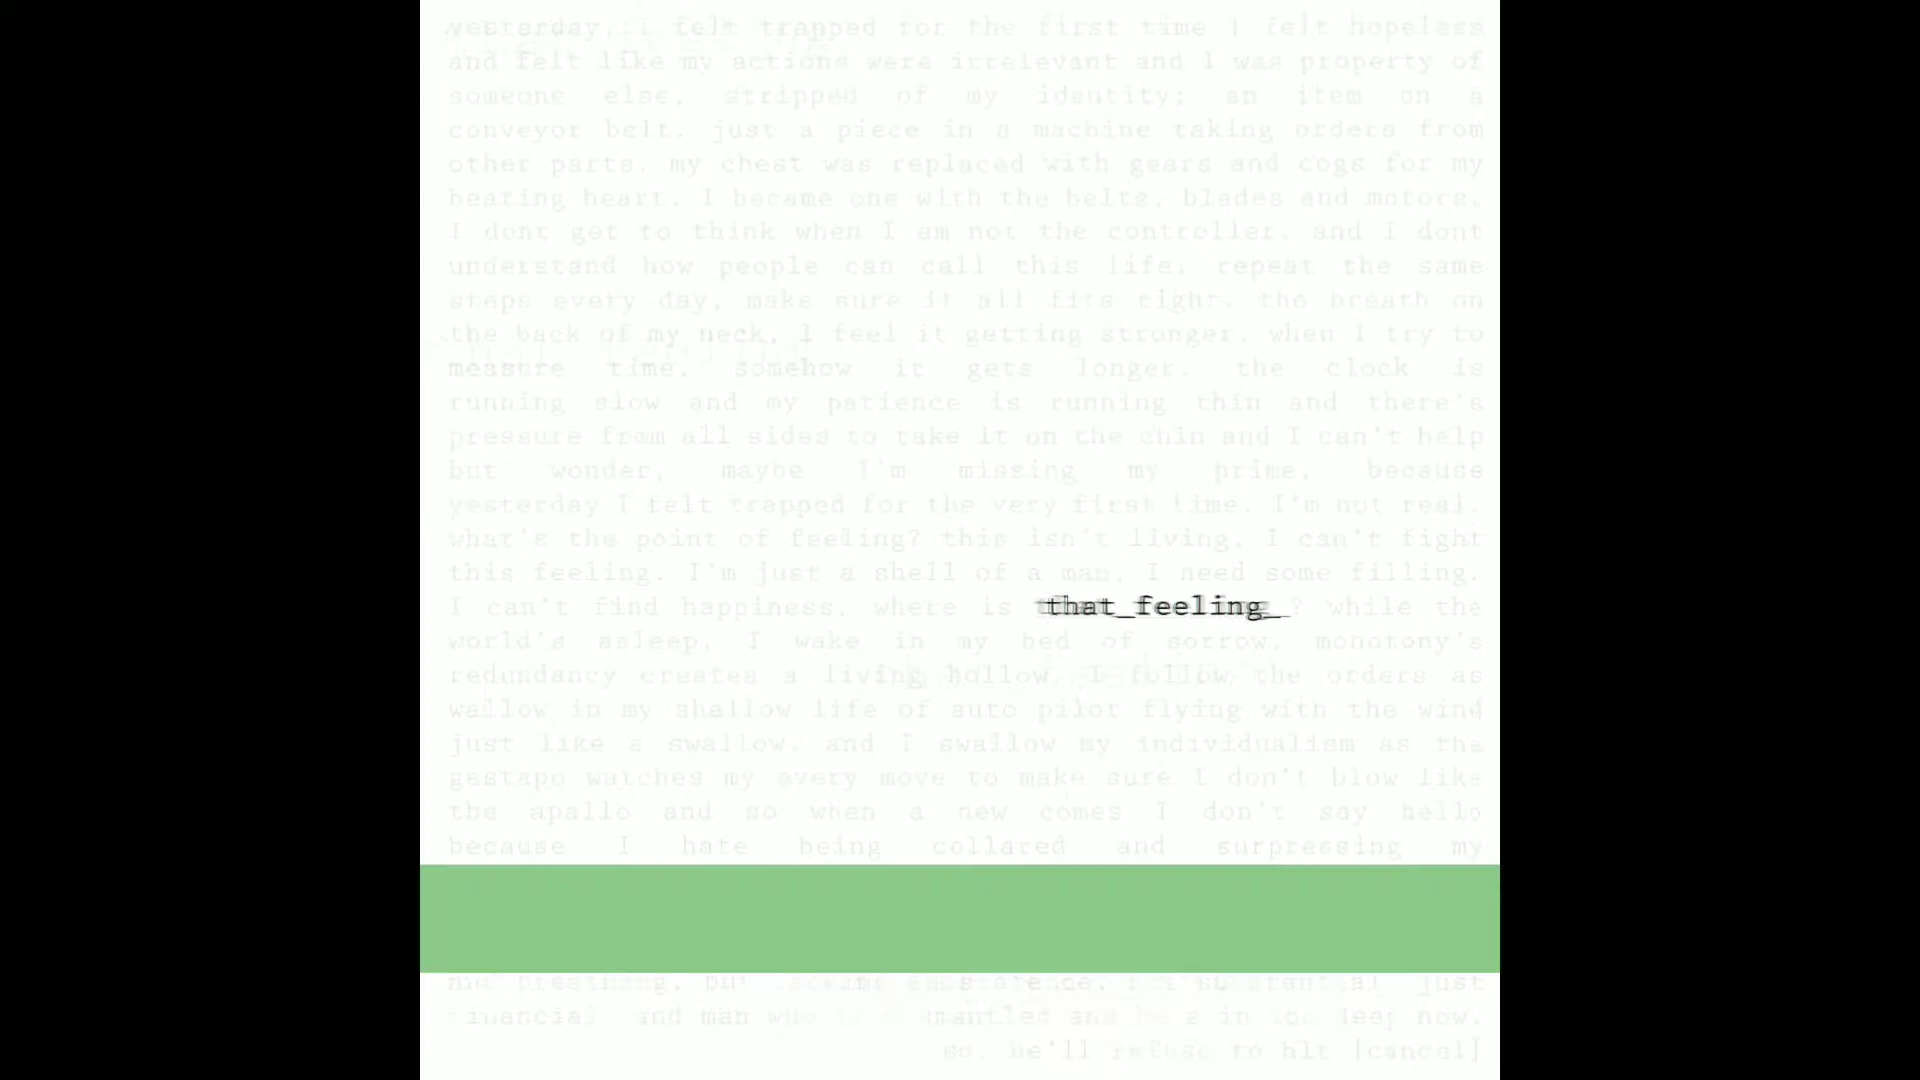 yesterday, I felt trapped for the first time I felt hopeless
and felt like my actions were irrelevant and I was property of
someone else, stripped of my identity; an item on a
conveyor belt. just a piece in a machine taking orders from
other parts. my chest was replaced with gears and cogs for my
beating heart. I became one with the belts, blades and motors.
I dont get to think when I am not the controller. and I dont
understand how people can call this life. repeat the same
steps every day, make sure it all fits right. the breath on
the back of my neck, I feel it getting stronger. when I try to
measure time. somehow it gets longer. the clock is
running slow and my patience is running thin and there's
pressure from all sides to take it on the chin and I can't help
but wonder, maybe I'm missing my prime, because
yesterday I felt trapped for the very first time. I'm not real.
what's the point of feeling? this isn't living. I can't fight
this feeling. I'm just a shell of a man, I need some filling.
I can't find happiness, where is that_feeling_? while the
world's asleep, I wake in my bed of sorrow, monotony's
redundancy creates a living hollow I follow the orders as
wallow in my shallow life of auto pilot flying with the wind
just like a swallow. and I swallow my individualism as the
gestapo watches my every move to make sure I don't blow like
the apallo and so when a new comes I don't say hello
because I hate being collared and surpressing my
but just
and man now.
so, he'll refuse to hit [cancel]